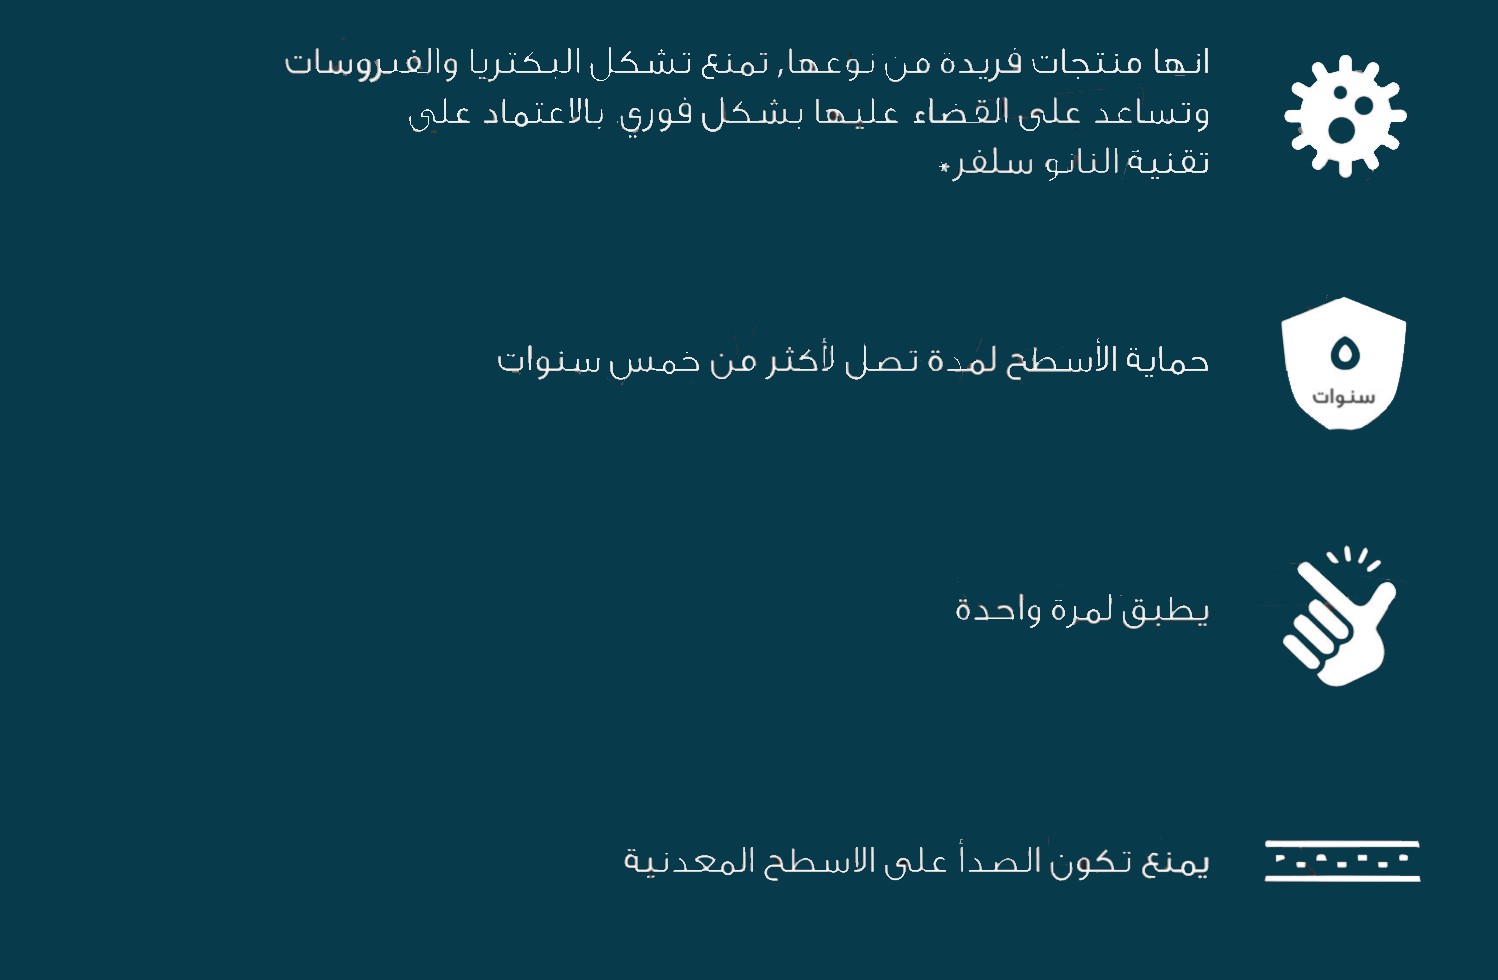 انها منتجات فريدة من نوعها, تمنع تشكل البكتريا والفيروسات
وتساعد على القضاء عليها بشكل فوري بالاعتماد على
تقنية النانو سلفر*
حماية الأسطح لمدة تصل لأكثر من خمس سنوات
٥
سنوات
يطبق لمرة واحدة
يمنع تكون الصدأ على الاسطح المعدنية